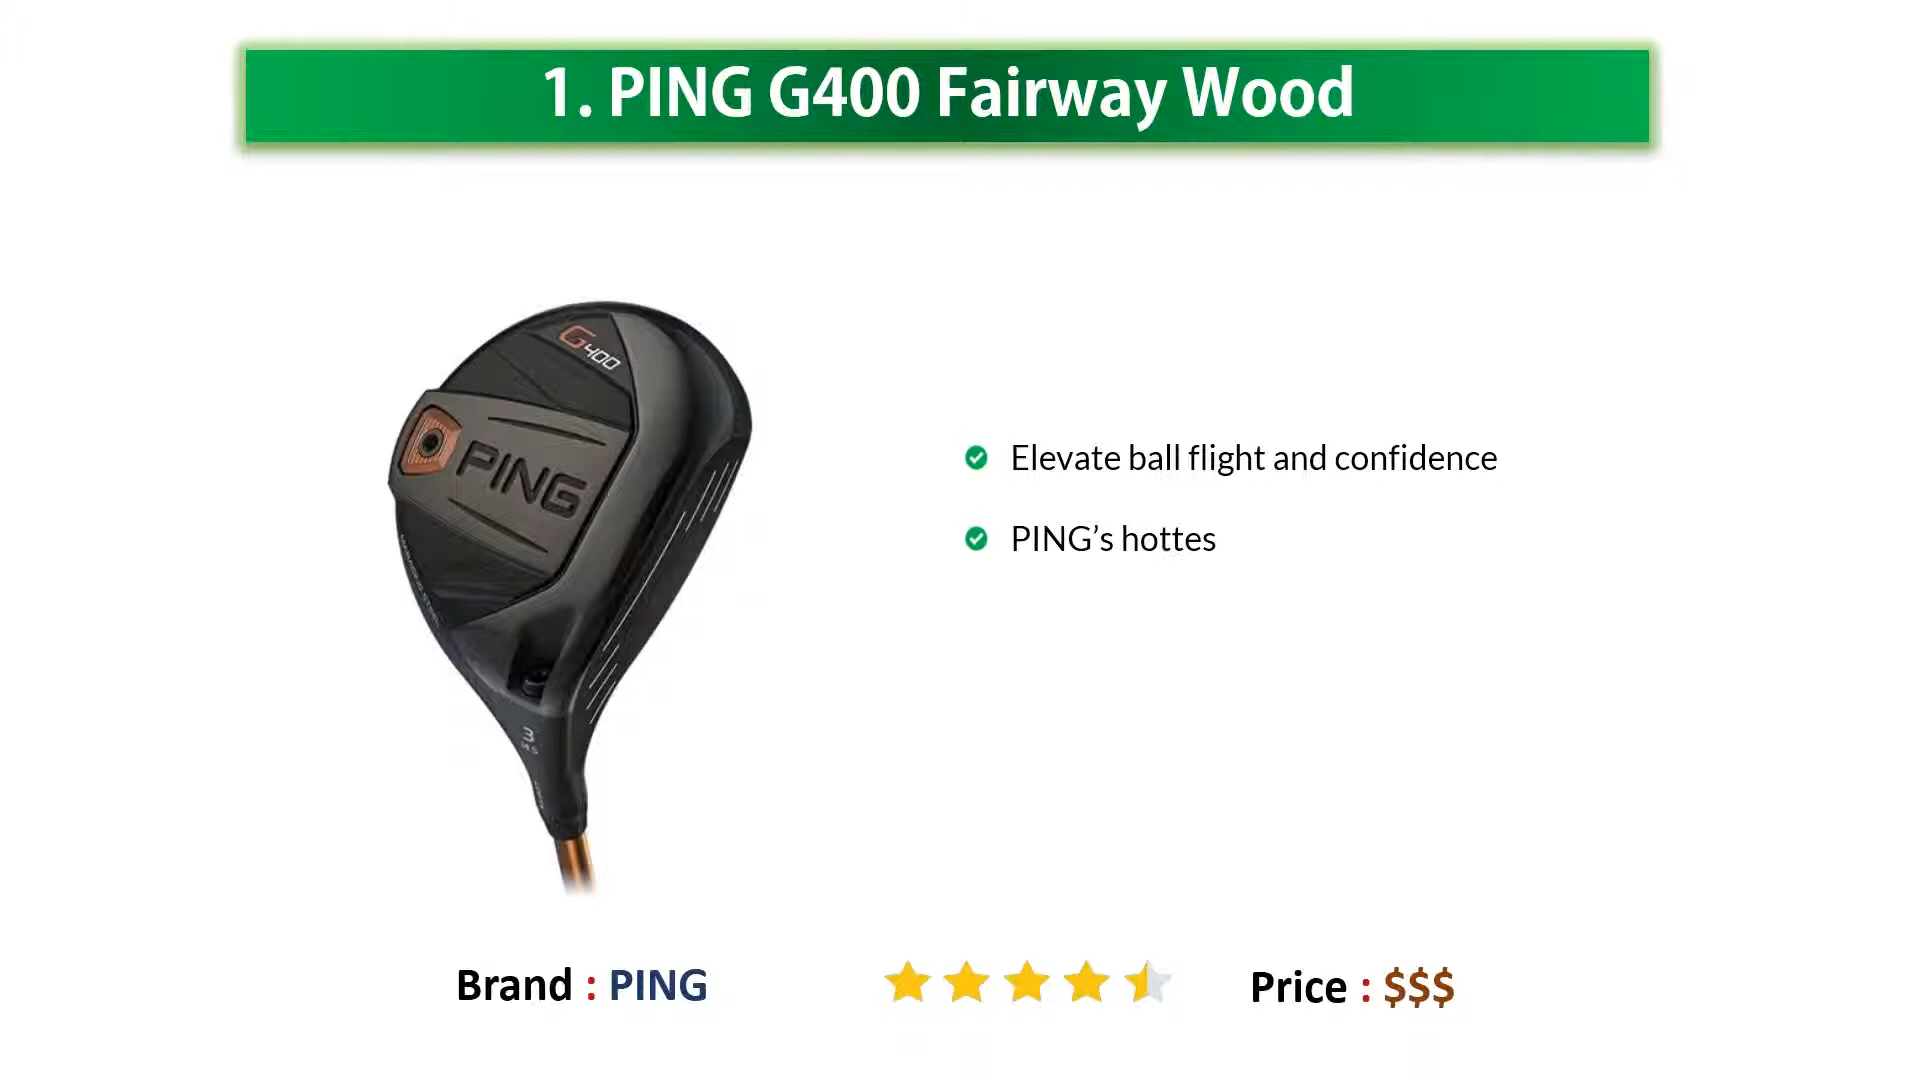 1. PING G400 Fairway Wood
G400
PING
Elevate ball flight and confidence
PING’s hottes
3
Brand : PING
Price : $$$